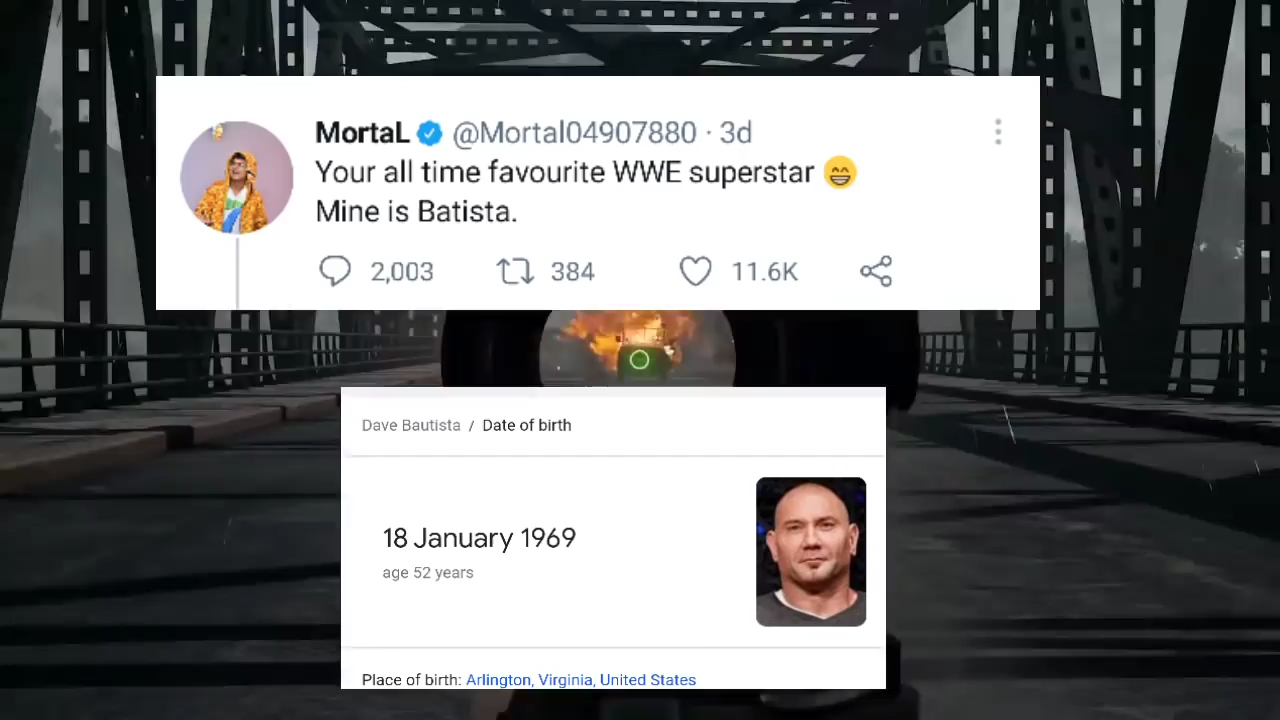 MortaL @Mortal04907880 · 3d
Your all time favourite WWE superstar 😁
Mine is Batista.
2,003 384 11.6K
Dave Bautista / Date of birth
18 January 1969
age 52 years
Place of birth: Arlington, Virginia, United States